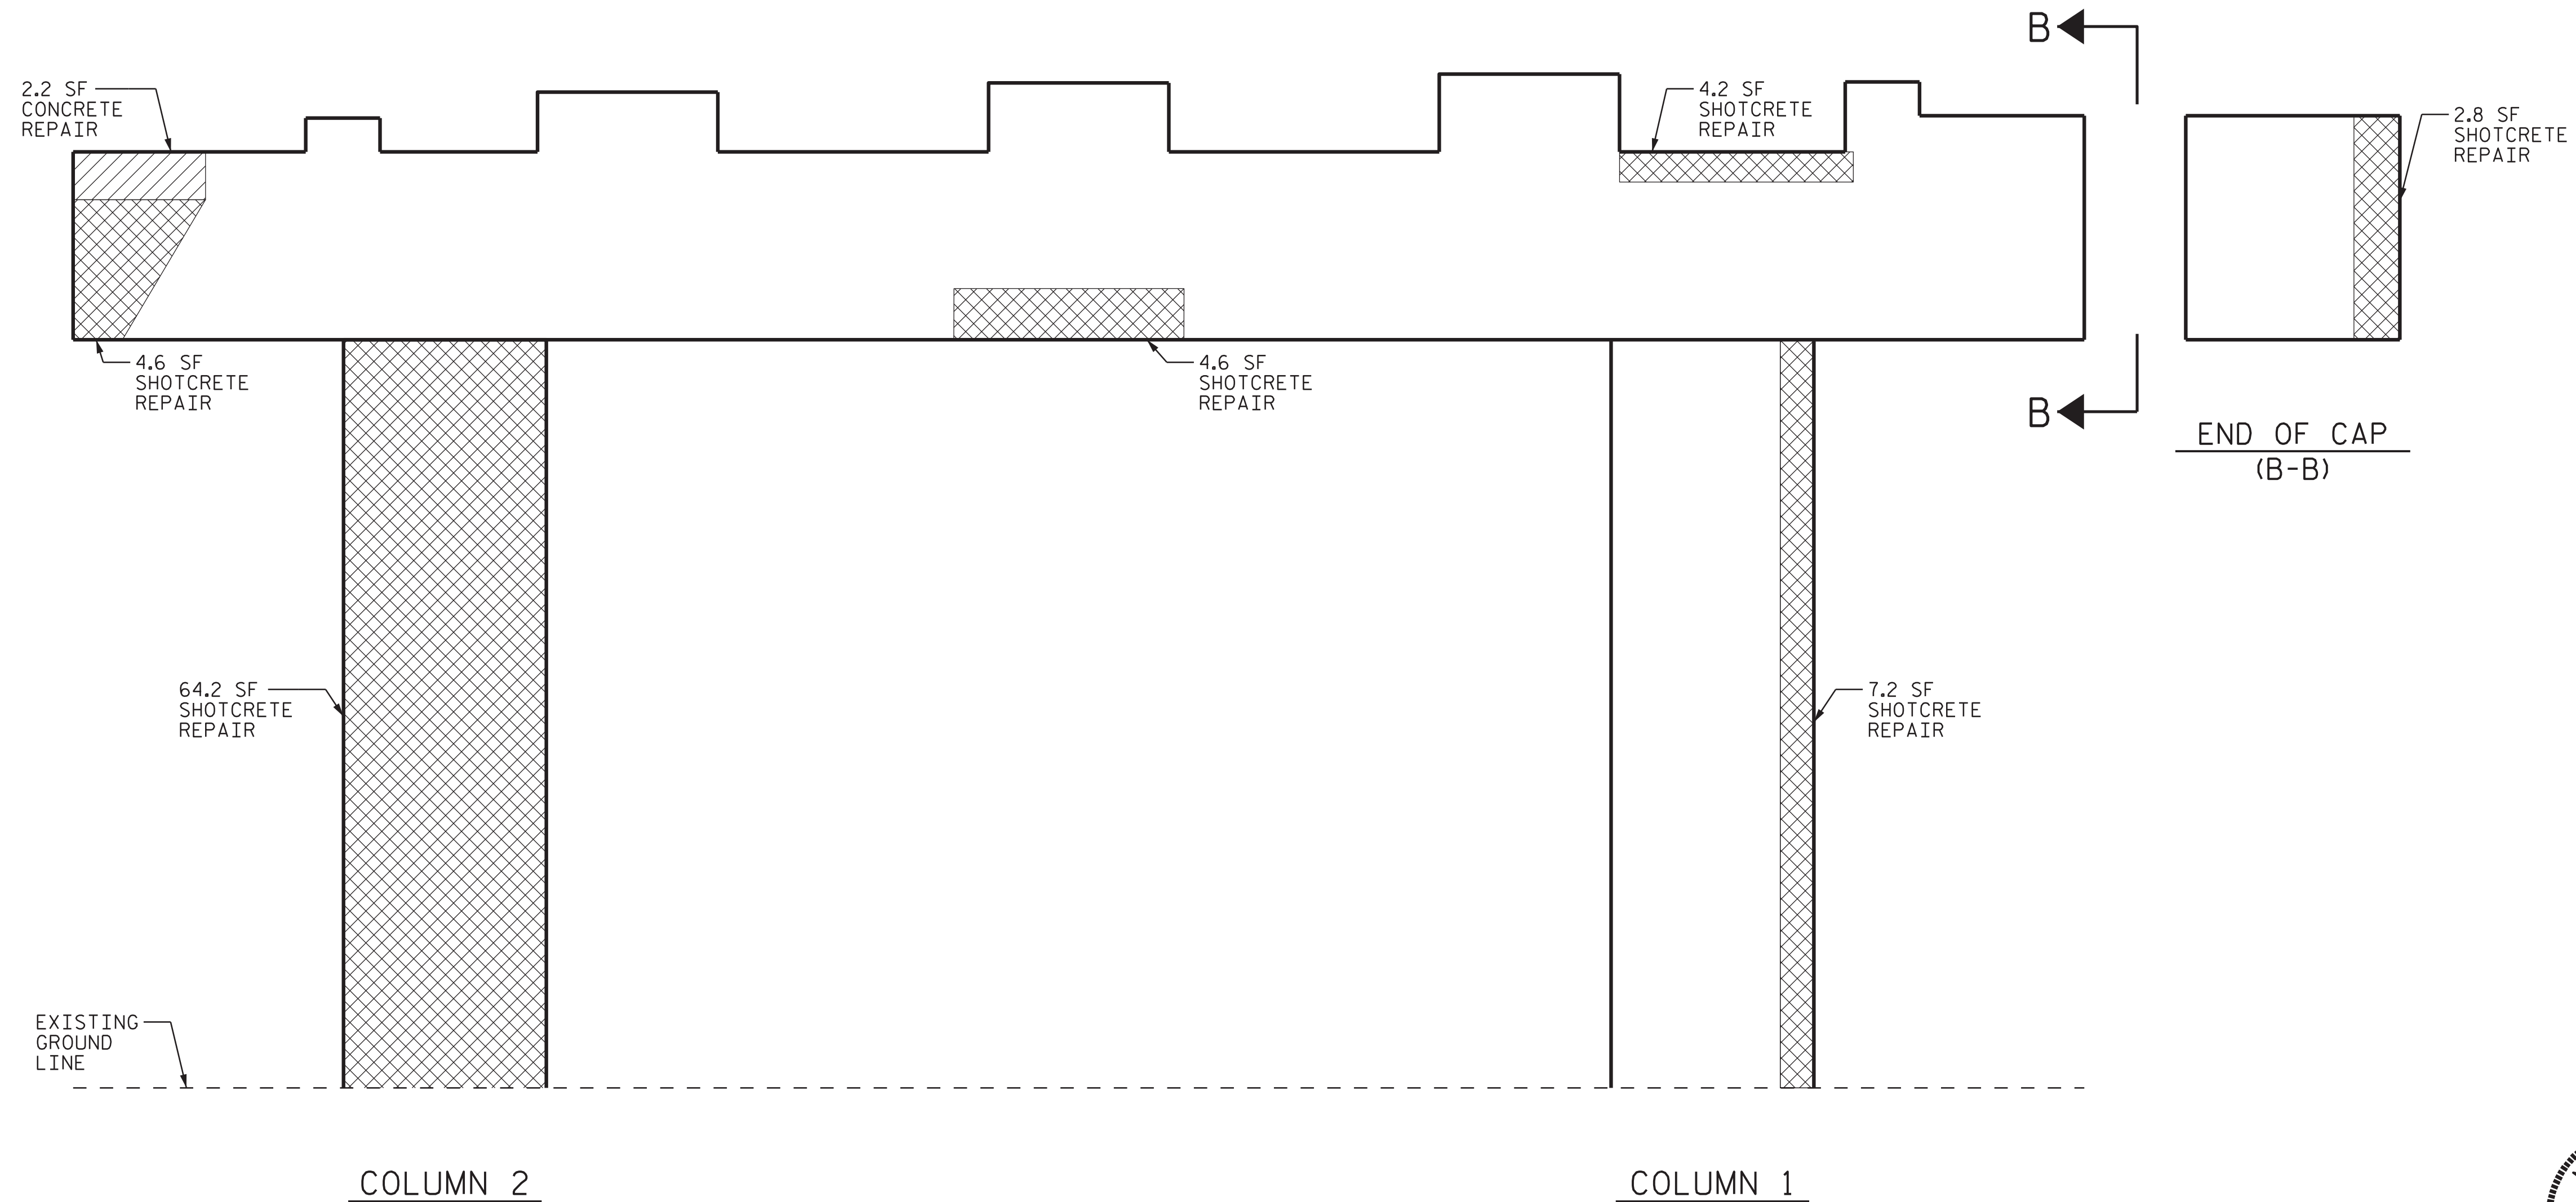 B
2.2 SF
CONCRETE
REPAIR
4.2 SF
SHOTCRETE
REPAIR
2.8 SF
SHOTCRETE
REPAIR
4.6 SF
SHOTCRETE
REPAIR
4.6 SF
SHOTCRETE
REPAIR
B
END OF CAP
(B-B)
64.2 SF
SHOTCRETE
REPAIR
7.2 SF
SHOTCRETE
REPAIR
EXISTING
GROUND
LINE
COLUMN 2
COLUMN 1